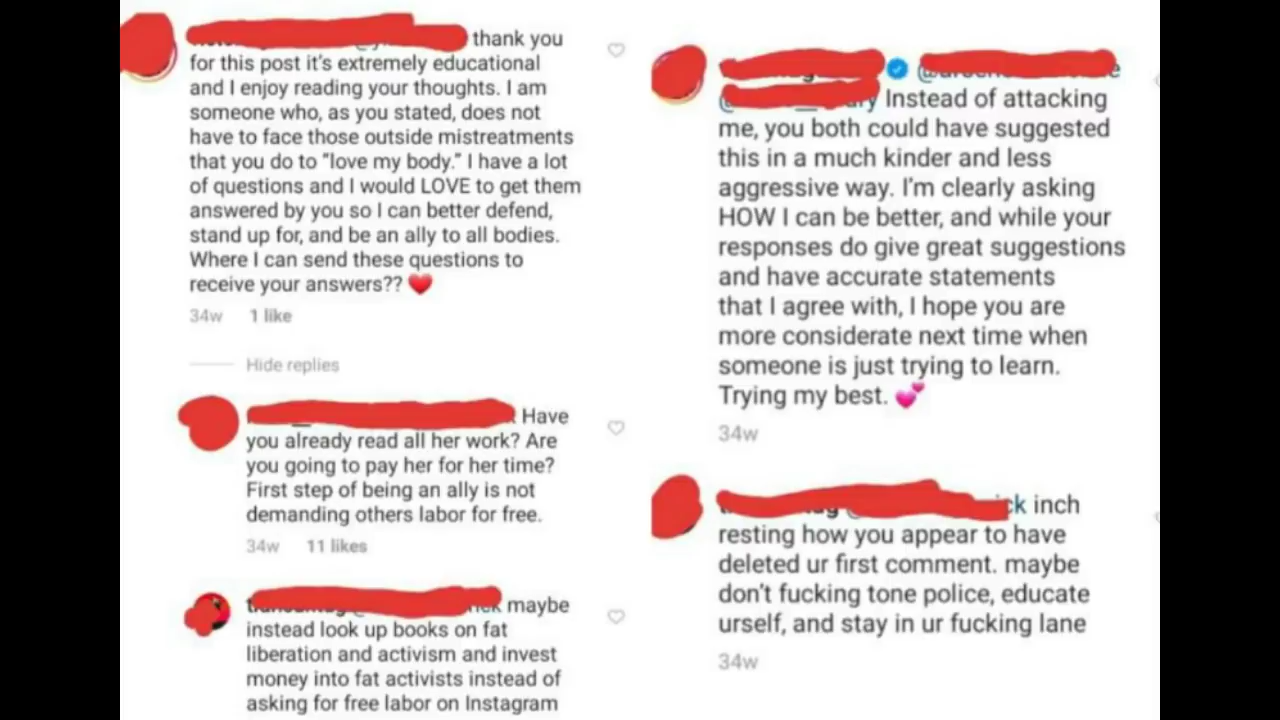 thank you
for this post it's extremely educational
and I enjoy reading your thoughts. I am
someone who, as you stated, does not
have to face those outside mistreatments
that you do to "love my body." I have a lot
of questions and I would LOVE to get them
answered by you so I can better defend,
stand up for, and be an ally to all bodies.
Where I can send these questions to
receive your answers?? ❤️
34w 1 like
Hide replies
Have
you already read all her work? Are
you going to pay her for her time?
First step of being an ally is not
demanding others labor for free.
34w 11 likes
maybe
instead look up books on fat
liberation and activism and invest
money into fat activists instead of
asking for free labor on Instagram
Instead of attacking
me, you both could have suggested
this in a much kinder and less
aggressive way. I'm clearly asking
HOW I can be better, and while your
responses do give great suggestions
and have accurate statements
that I agree with, I hope you are
more considerate next time when
someone is just trying to learn.
Trying my best. 💕
34w
inch
resting how you appear to have
deleted ur first comment. maybe
don't fucking tone police, educate
urself, and stay in ur fucking lane
34w